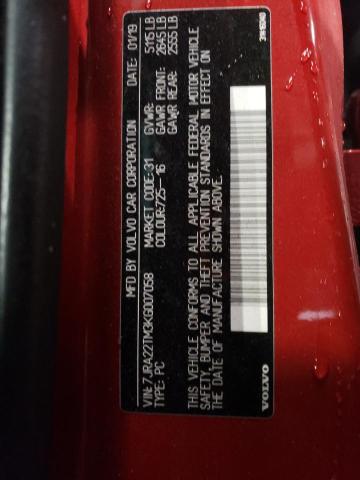 MFD BY VOLVO CAR CORPORATION DATE: 01/19
GVWR: 5115 LB
MARKET CODE:31 GAWR FRONT: 2645 LB
COLOUR:725-16 GAWR REAR: 2555 LB
VIN: 7JRA22TM3KG007058
TYPE: PC
THIS VEHICLE CONFORMS TO ALL APPLICABLE FEDERAL MOTOR VEHICLE
SAFETY, BUMPER AND THEFT PREVENTION STANDARDS IN EFFECT ON
THE DATE OF MANUFACTURE SHOWN ABOVE.
VOLVO